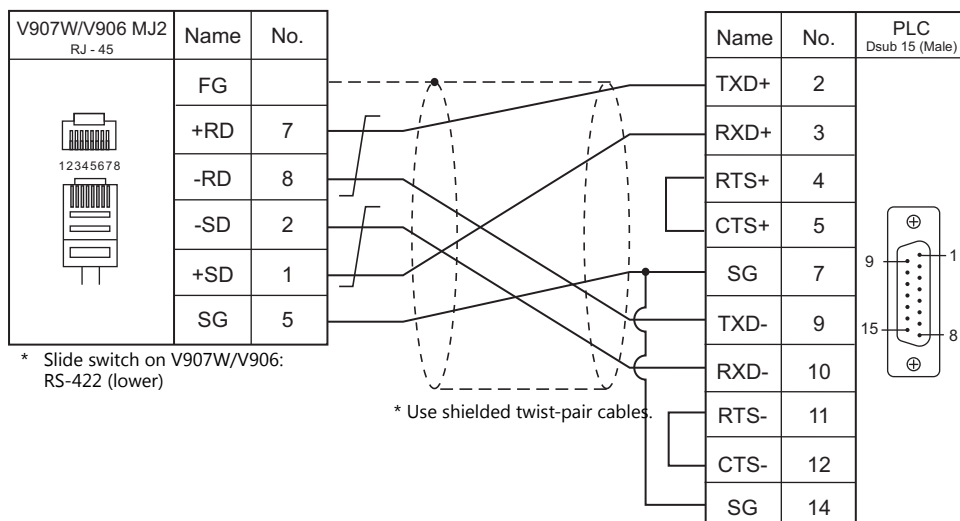 V907W/V906 MJ2
RJ - 45
Name No.
FG
+RD 7
-RD 8
-SD 2
+SD 1
SG 5
12345678
* Slide switch on V907W/V906:
RS-422 (lower)
* Use shielded twist-pair cables.
Name No.
PLC
Dsub 15 (Male)
TXD+ 2
RXD+ 3
RTS+ 4
CTS+ 5
SG 7
TXD- 9
RXD- 10
RTS- 11
CTS- 12
SG 14
9 1
15 8